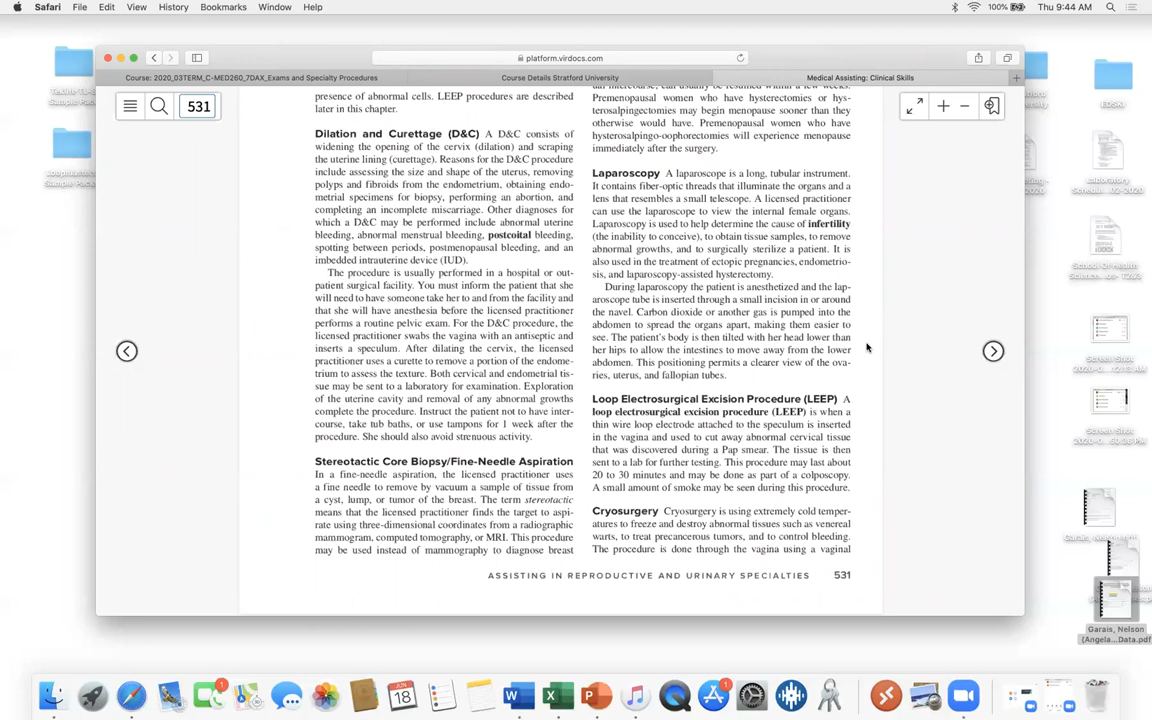 Safari File Edit View History Bookmarks Window Help
100% Thu 9:44 AM
platform.virdocs.com
Course: 2020_03TERM_C-MED260_7DAX_Exams and Specialty Procedures
Course Details Stratford University
Medical Assisting: Clinical Skills
531
presence of abnormal cells. LEEP procedures are described
later in this chapter.
Dilation and Curettage (D&C) A D&C consists of
widening the opening of the cervix (dilation) and scraping
the uterine lining (curettage). Reasons for the D&C procedure
include assessing the size and shape of the uterus, removing
polyps and fibroids from the endometrium, obtaining endo-
metrial specimens for biopsy, performing an abortion, and
completing an incomplete miscarriage. Other diagnoses for
which a D&C may be performed include abnormal uterine
bleeding, abnormal menstrual bleeding, postcoital bleeding,
spotting between periods, postmenopausal bleeding, and an
imbedded intrauterine device (IUD).
The procedure is usually performed in a hospital or out-
patient surgical facility. You must inform the patient that she
will need to have someone take her to and from the facility and
that she will have anesthesia before the licensed practitioner
performs a routine pelvic exam. For the D&C procedure, the
licensed practitioner swabs the vagina with an antiseptic and
inserts a speculum. After dilating the cervix, the licensed
practitioner uses a curette to remove a portion of the endome-
trium to assess the texture. Both cervical and endometrial tis-
sue may be sent to a laboratory for examination. Exploration
of the uterine cavity and removal of any abnormal growths
complete the procedure. Instruct the patient not to have inter-
course, take tub baths, or use tampons for 1 week after the
procedure. She should also avoid strenuous activity.
Stereotactic Core Biopsy/Fine-Needle Aspiration
In a fine-needle aspiration, the licensed practitioner uses
a fine needle to remove by vacuum a sample of tissue from
a cyst, lump, or tumor of the breast. The term stereotactic
means that the licensed practitioner finds the target to aspi-
rate using three-dimensional coordinates from a radiographic
mammogram, computed tomography, or MRI. This procedure
may be used instead of mammography to diagnose breast
Premenopausal women who have hysterectomies or hys-
terosalpingectomies may begin menopause sooner than they
otherwise would have. Premenopausal women who have
hysterosalpingo-oophorectomies will experience menopause
immediately after the surgery.
Laparoscopy A laparoscope is a long, tubular instrument.
It contains fiber-optic threads that illuminate the organs and a
lens that resembles a small telescope. A licensed practitioner
can use the laparoscope to view the internal female organs.
Laparoscopy is used to help determine the cause of infertility
(the inability to conceive), to obtain tissue samples, to remove
abnormal growths, and to surgically sterilize a patient. It is
also used in the treatment of ectopic pregnancies, endometrio-
sis, and laparoscopy-assisted hysterectomy.
During laparoscopy the patient is anesthetized and the lap-
aroscope tube is inserted through a small incision in or around
the navel. Carbon dioxide or another gas is pumped into the
abdomen to spread the organs apart, making them easier to
see. The patient's body is then tilted with her head lower than
her hips to allow the intestines to move away from the lower
abdomen. This positioning permits a clearer view of the ova-
ries, uterus, and fallopian tubes.
Loop Electrosurgical Excision Procedure (LEEP) A
loop electrosurgical excision procedure (LEEP) is when a
thin wire loop electrode attached to the speculum is inserted
in the vagina and used to cut away abnormal cervical tissue
that was discovered during a Pap smear. The tissue is then
sent to a lab for further testing. This procedure may last about
20 to 30 minutes and may be done as part of a colposcopy.
A small amount of smoke may be seen during this procedure.
Cryosurgery Cryosurgery is using extremely cold temper-
atures to freeze and destroy abnormal tissues such as venereal
warts, to treat precancerous tumors, and to control bleeding.
The procedure is done through the vagina using a vaginal
ASSISTING IN REPRODUCTIVE AND URINARY SPECIALTIES 531
EDSKI
Screen Shot
Screen Shot
Garais, Nelson
(Angela...Data.pdf
JUN
18
1
1